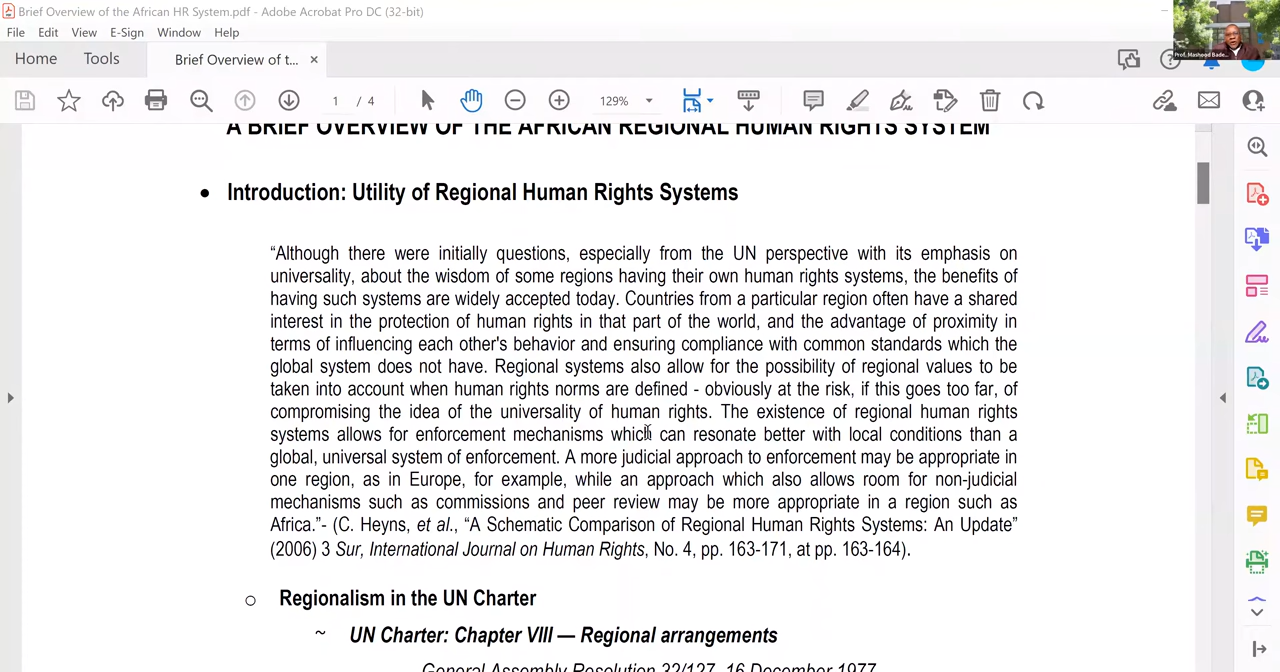 Brief Overview of the African HR System.pdf - Adobe Acrobat Pro DC (32-bit)
File Edit View E-Sign Window Help
Home Tools Brief Overview of t... ×
1 / 4 129%
A BRIEF OVERVIEW OF THE AFRICAN REGIONAL HUMAN RIGHTS SYSTEM
• Introduction: Utility of Regional Human Rights Systems
“Although there were initially questions, especially from the UN perspective with its emphasis on
universality, about the wisdom of some regions having their own human rights systems, the benefits of
having such systems are widely accepted today. Countries from a particular region often have a shared
interest in the protection of human rights in that part of the world, and the advantage of proximity in
terms of influencing each other's behavior and ensuring compliance with common standards which the
global system does not have. Regional systems also allow for the possibility of regional values to be
taken into account when human rights norms are defined - obviously at the risk, if this goes too far, of
compromising the idea of the universality of human rights. The existence of regional human rights
systems allows for enforcement mechanisms which can resonate better with local conditions than a
global, universal system of enforcement. A more judicial approach to enforcement may be appropriate in
one region, as in Europe, for example, while an approach which also allows room for non-judicial
mechanisms such as commissions and peer review may be more appropriate in a region such as
Africa.”- (C. Heyns, et al., “A Schematic Comparison of Regional Human Rights Systems: An Update”
(2006) 3 Sur, International Journal on Human Rights, No. 4, pp. 163-171, at pp. 163-164).
○ Regionalism in the UN Charter
~ UN Charter: Chapter VIII — Regional arrangements
General Assembly Resolution 32/127, 16 December 1977